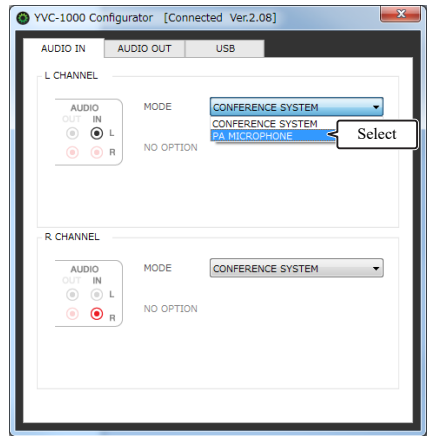 YVC-1000 Configurator [Connected Ver.2.08]
AUDIO IN AUDIO OUT USB
L CHANNEL
AUDIO
OUT IN
L
R
MODE
CONFERENCE SYSTEM
CONFERENCE SYSTEM
PA MICROPHONE
Select
NO OPTION
R CHANNEL
AUDIO
OUT IN
L
R
MODE
CONFERENCE SYSTEM
NO OPTION